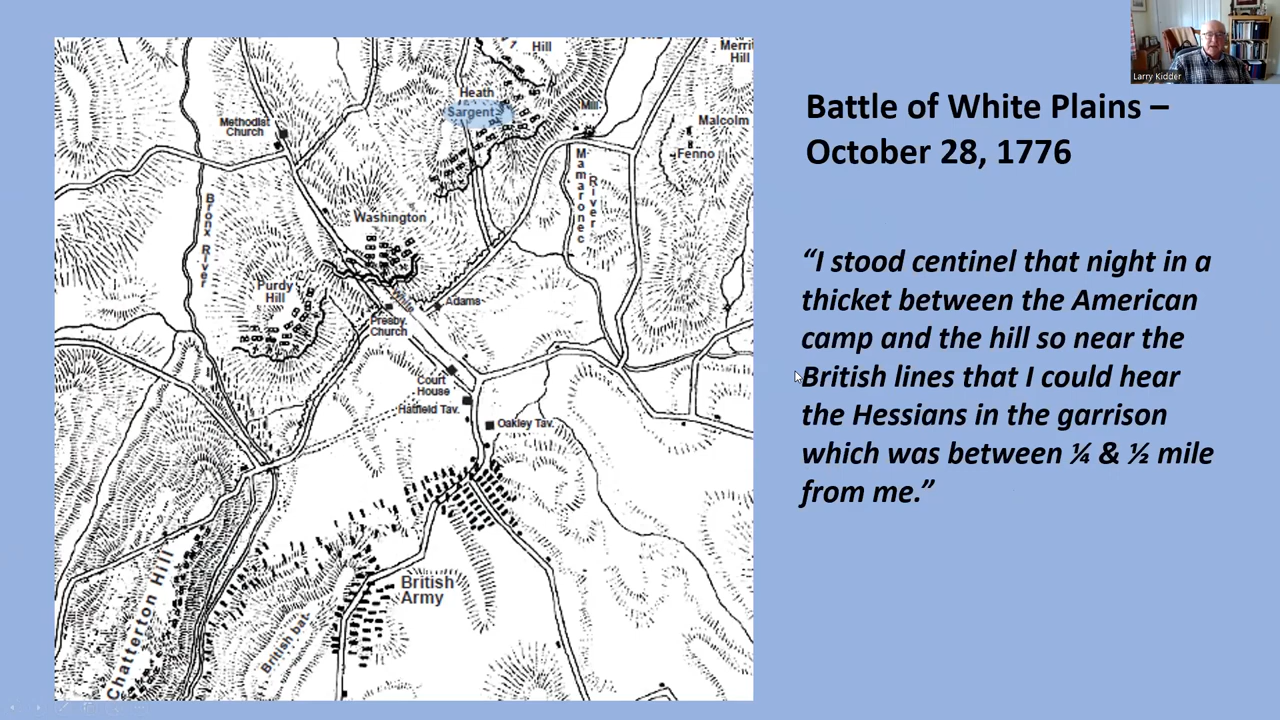 Larry Kidder
Battle of White Plains –
October 28, 1776
“I stood centinel that night in a
thicket between the American
camp and the hill so near the
British lines that I could hear
the Hessians in the garrison
which was between ¼ & ½ mile
from me.”
Hill
Merrit
Hill
Heath
Sargent
Mill
Methodist
Church
Malcolm
Fenno
Mamaronec
River
Bronx River
Washington
Purdy
Hill
Adams
Presby
Church
Court
House
Hatfield Tav.
Oakley Tav.
British
Army
Chatterton Hill
British bat.